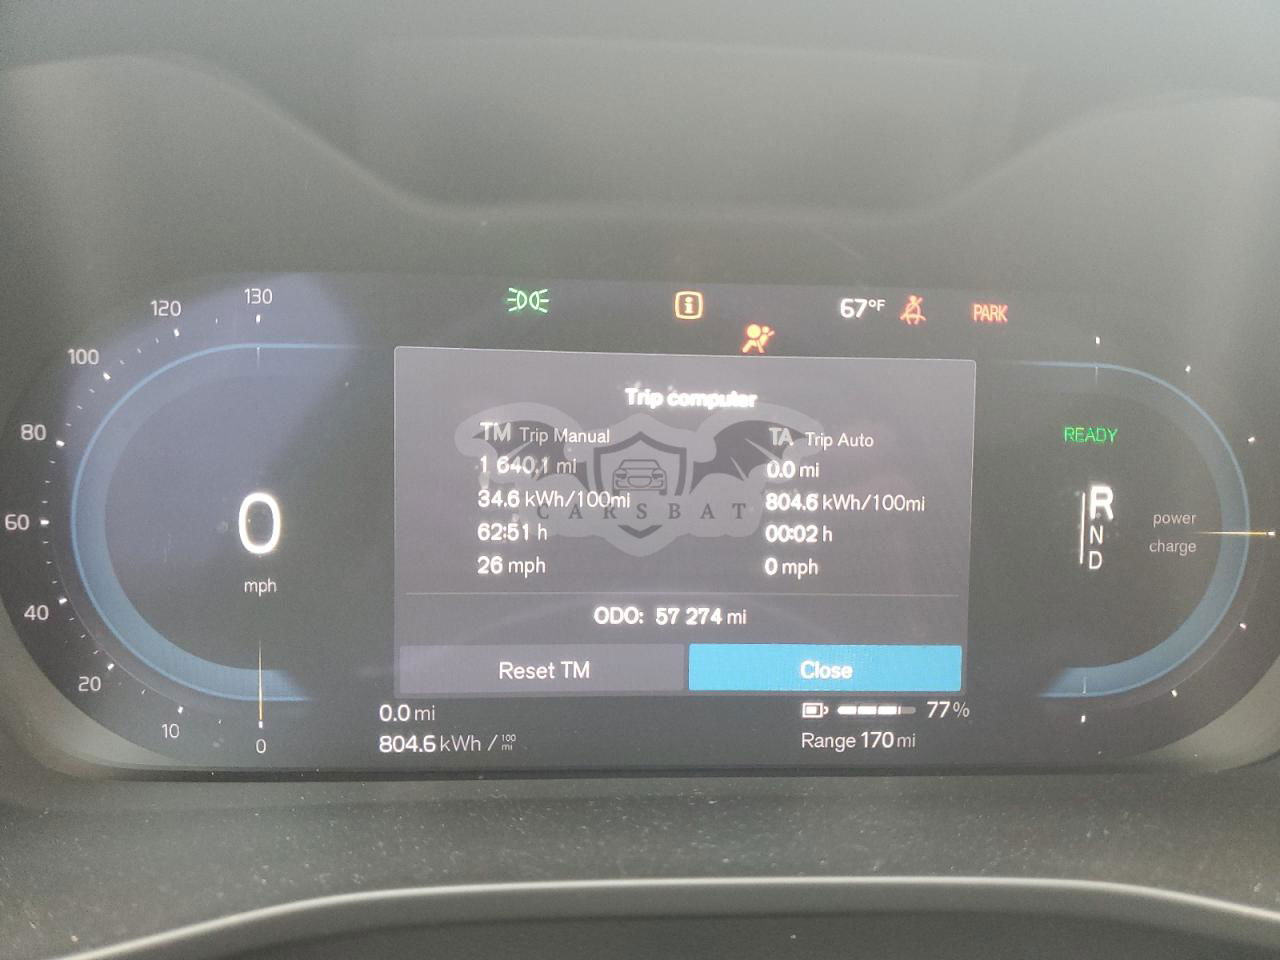 130
120
100
80
60
40
20
10
0
0
mph
67°F
PARK
Trip computer
TM Trip Manual
1 640.1 mi
34.6 kWh/100mi
62:51 h
26 mph
TA Trip Auto
0.0 mi
804.6 kWh/100mi
00:02 h
0 mph
CARSBAT
ODO: 57 274 mi
Reset TM
Close
0.0 mi
804.6 kWh / 100 mi
77%
Range 170 mi
READY
R
N
D
power
charge